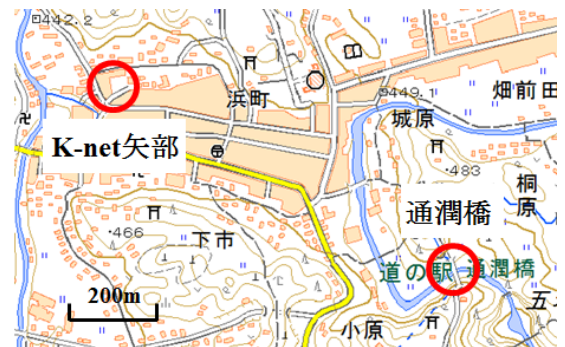 442.2
浜町
449.1
畑前田
城原
K-net矢部
483
桐原
通潤橋
466
下市
道の駅 通潤橋
200m
小原
五